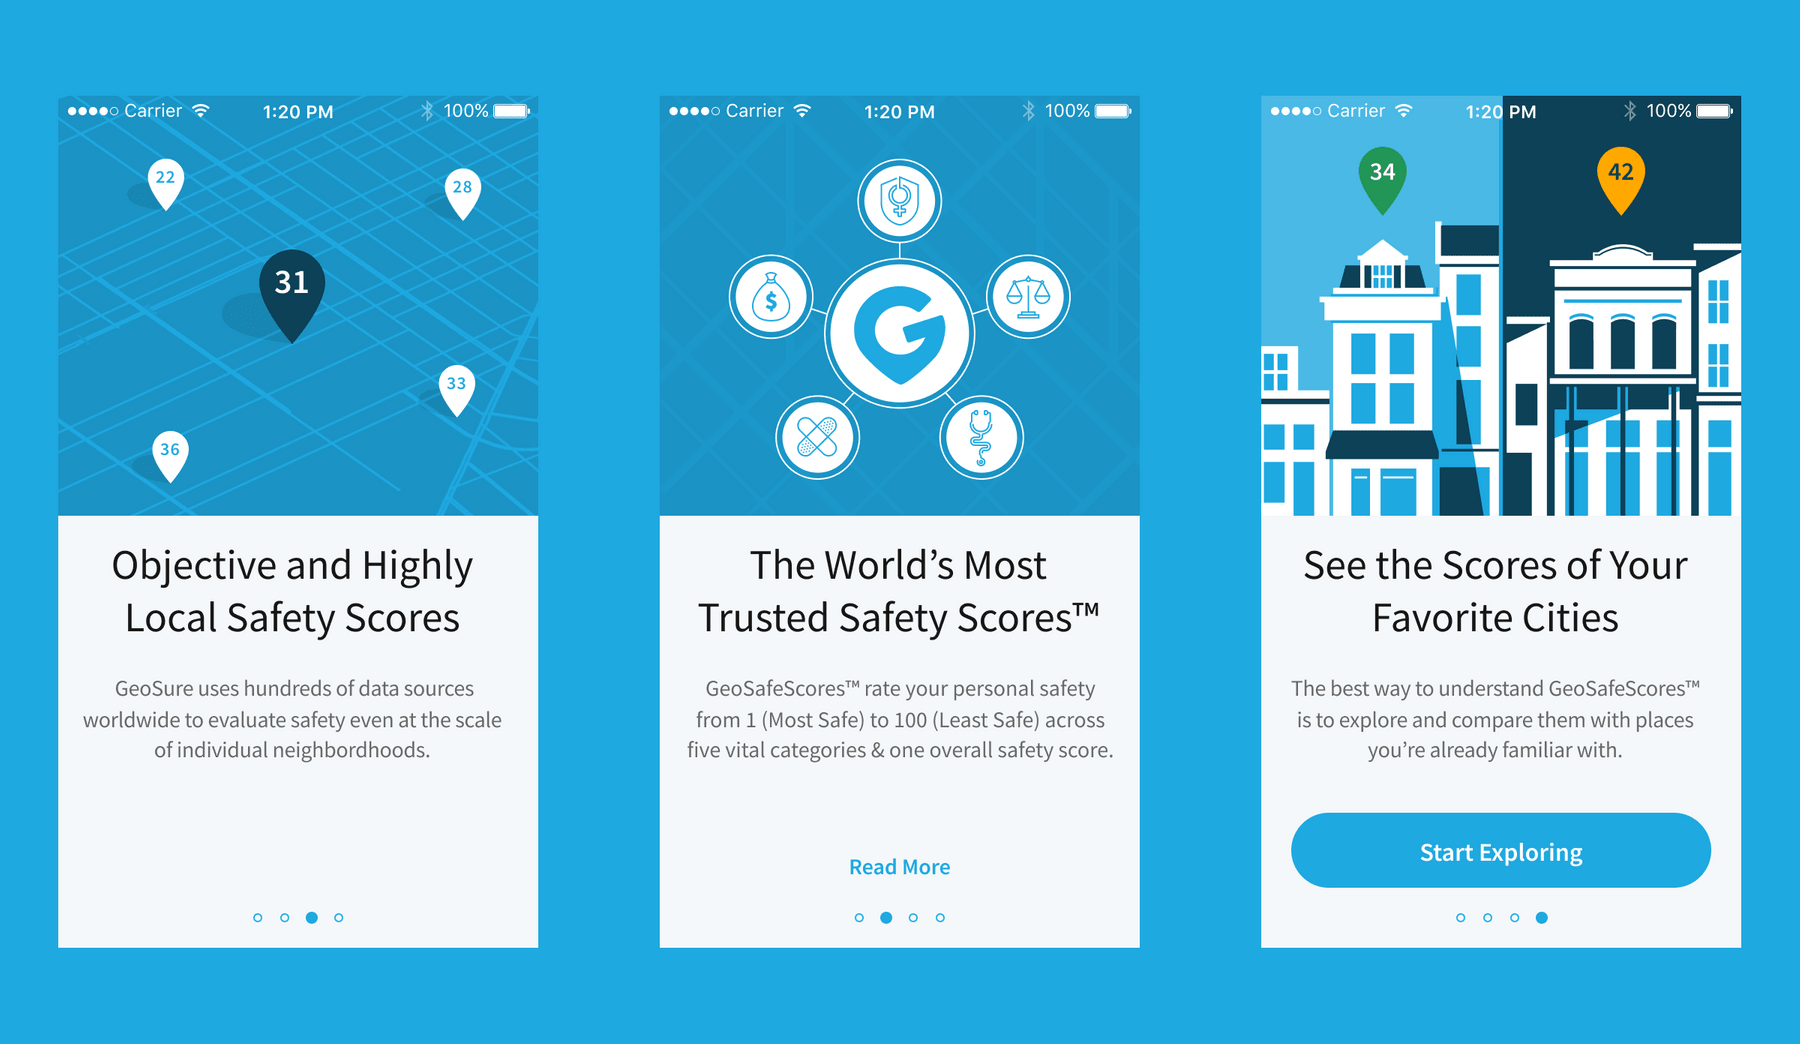 Carrier 1:20 PM 100%
22
28
31
33
36
Objective and Highly
Local Safety Scores
GeoSure uses hundreds of data sources
worldwide to evaluate safety even at the scale
of individual neighbordhoods.
Carrier 1:20 PM 100%
$
G
The World’s Most
Trusted Safety Scores™
GeoSafeScores™ rate your personal safety
from 1 (Most Safe) to 100 (Least Safe) across
five vital categories & one overall safety score.
Read More
Carrier 1:20 PM 100%
34
42
See the Scores of Your
Favorite Cities
The best way to understand GeoSafeScores™
is to explore and compare them with places
you’re already familiar with.
Start Exploring